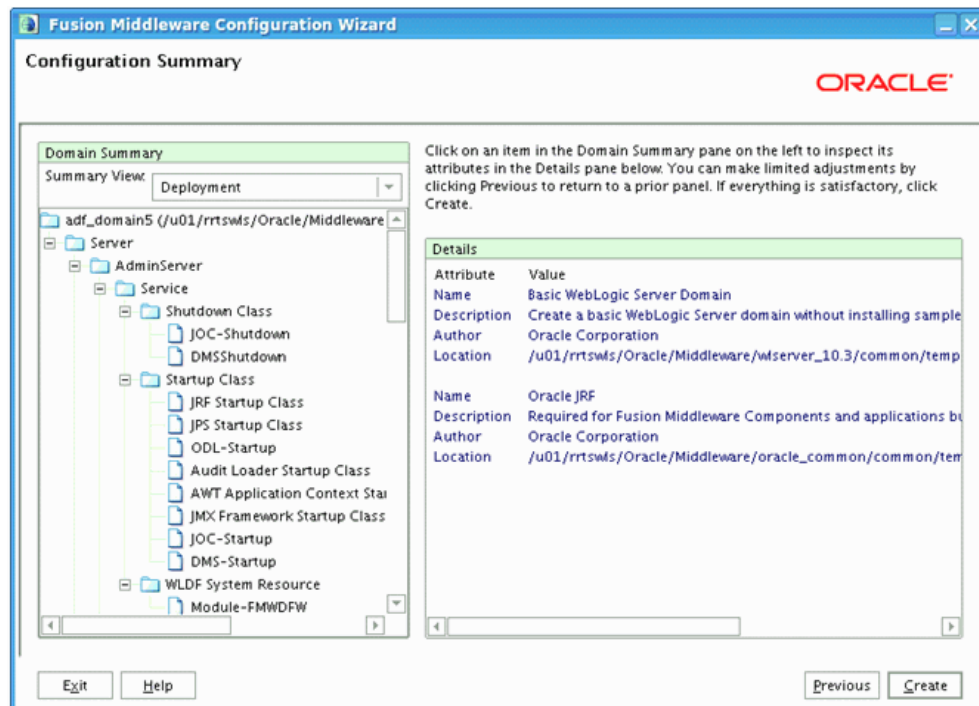 Fusion Middleware Configuration Wizard
Configuration Summary
ORACLE
Domain Summary
Summary View:
Deployment
adf_domain5 (/u01/rrtswls/Oracle/Middleware
Server
AdminServer
Service
Shutdown Class
JOC-Shutdown
DMSShutdown
Startup Class
JRF Startup Class
JPS Startup Class
ODL-Startup
Audit Loader Startup Class
AWT Application Context Star
JMX Framework Startup Class
JOC-Startup
DMS-Startup
WLDF System Resource
Module-FMWDFW
Click on an item in the Domain Summary pane on the left to inspect its
attributes in the Details pane below. You can make limited adjustments by
clicking Previous to return to a prior panel. If everything is satisfactory, click
Create.
Details
Attribute Value
Name Basic WebLogic Server Domain
Description Create a basic WebLogic Server domain without installing sample
Author Oracle Corporation
Location /u01/rrtswls/Oracle/Middleware/wlserver_10.3/common/temp
Name Oracle JRF
Description Required for Fusion Middleware Components and applications bu
Author Oracle Corporation
Location /u01/rrtswls/Oracle/Middleware/oracle_common/common/tem
Exit Help Previous Create